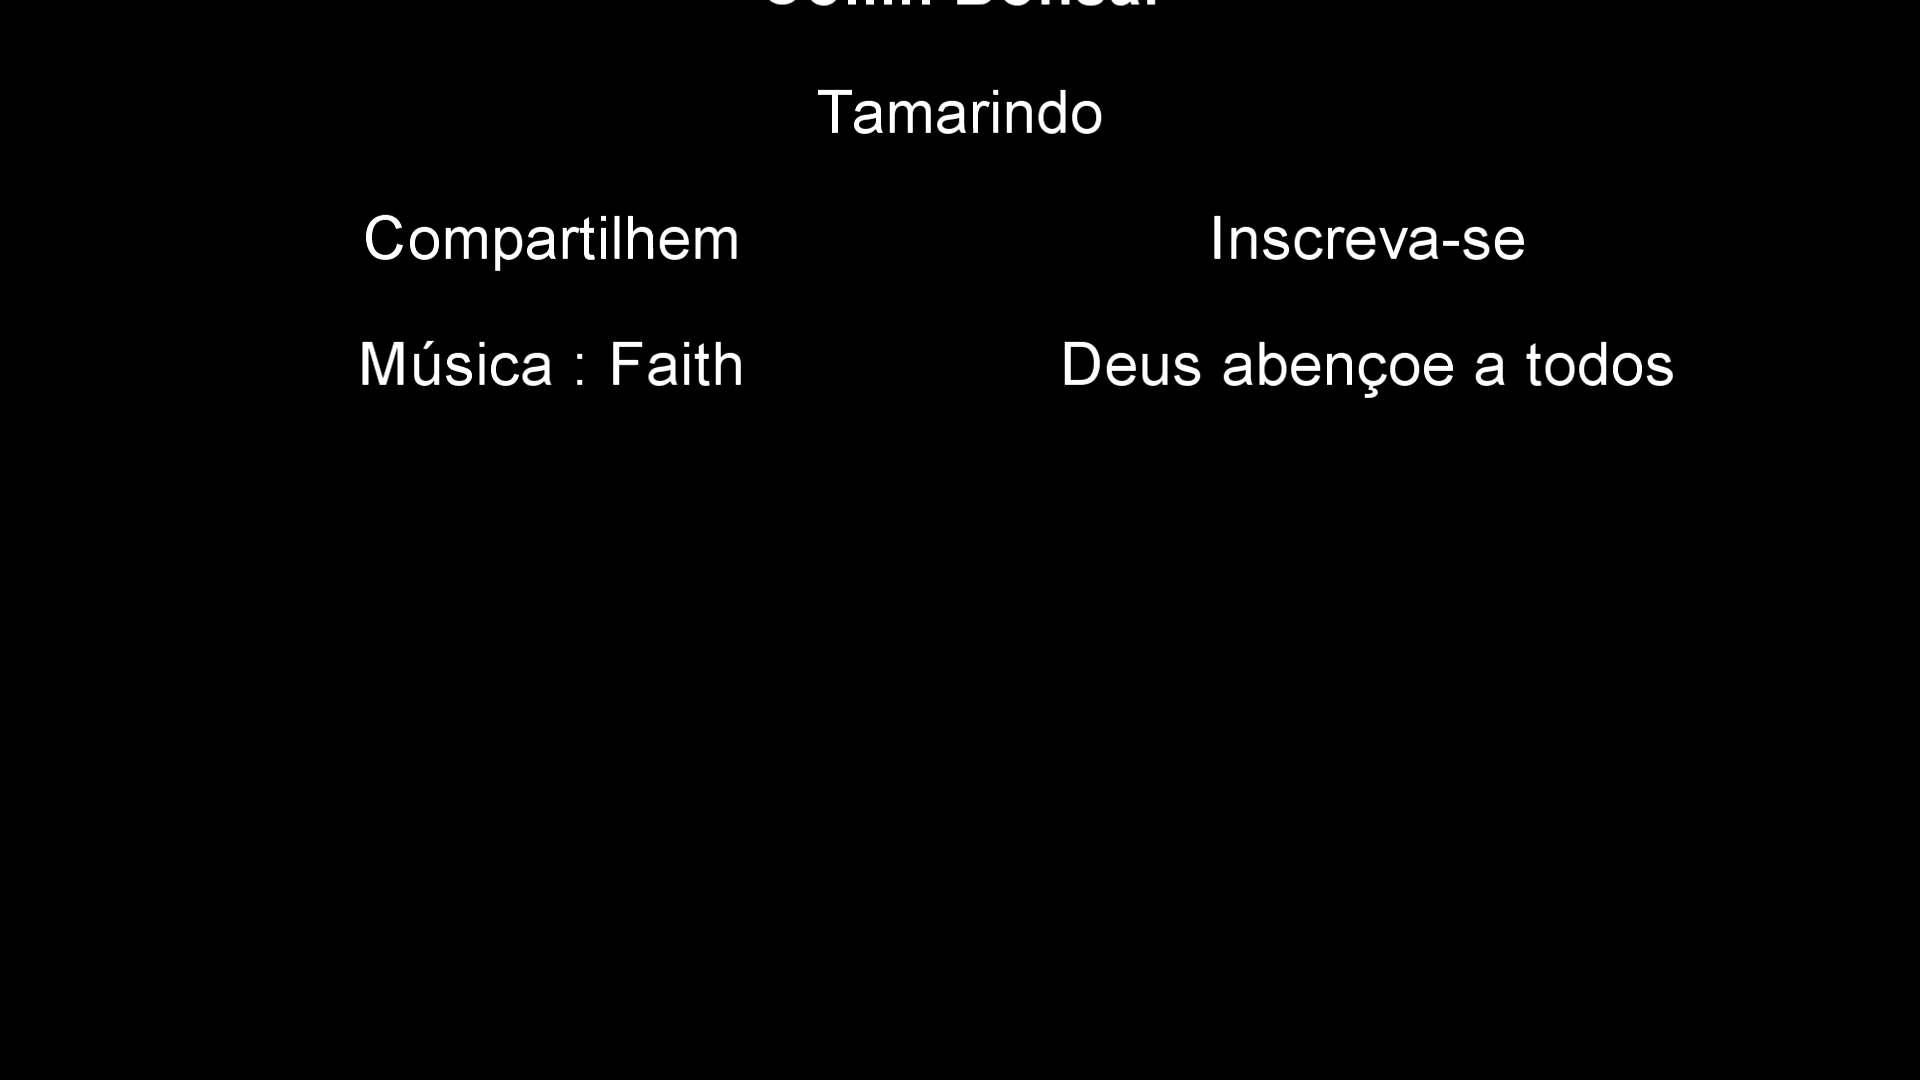 Tamarindo
Compartilhem Inscreva-se
Música : Faith Deus abençoe a todos